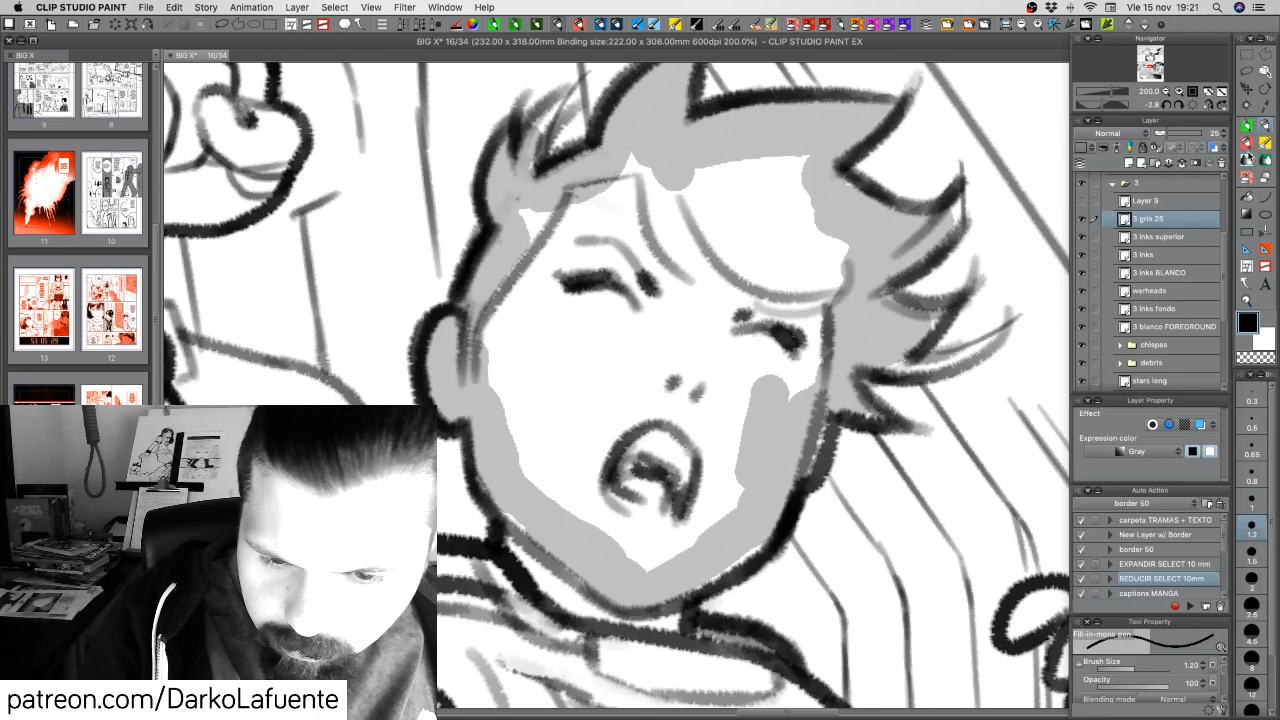 CLIP STUDIO PAINT File Edit Story Animation Layer Select View Filter Window Help Vie 15 nov 19:21
BIG X* 16/34 (232.00 x 318.00mm Binding size:222.00 x 308.00mm 600dpi 200.0%) - CLIP STUDIO PAINT EX
BIG X
BIG X* 16/34
Navigator
200.0
-2.8
Layer
Normal 25
3
Layer 9
3 gris 25
3 inks superior
3 inks
3 inks BLANCO
warheads
3 inks fondo
3 blanco FOREGROUND
chispas
debris
stars long
Layer Property
Effect
Expression color
Gray
Auto Action
border 50
carpeta TRAMAS + TEXTO
New Layer w/ Border
border 50
EXPANDIR SELECT 10 mm
REDUCIR SELECT 10mm
captions MANGA
Tool Property
Fill-in-mono pen
Brush Size 1.20
Opacity 100
Blending mode Normal
0.3
0.5
0.65
0.8
1
1.2
1.5
2
2.5
4.5
8
12
9 8
11 10
13 12
patreon.com/DarkoLafuente